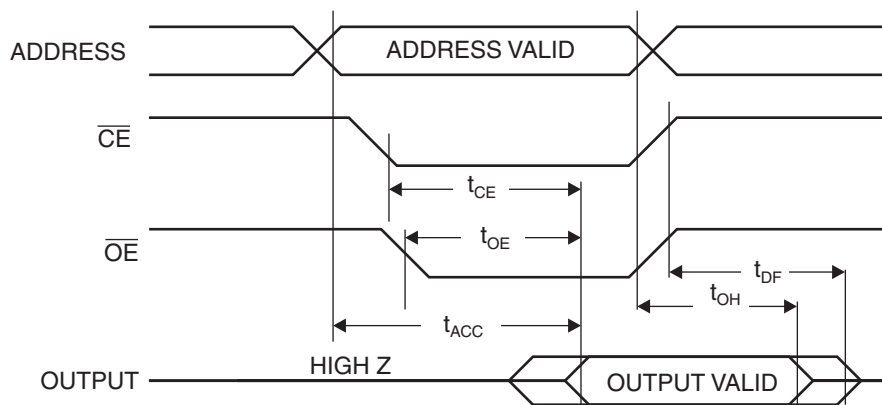 ADDRESS
ADDRESS VALID
CE
tCE
OE
tOE
tDF
tOH
tACC
HIGH Z
OUTPUT
OUTPUT VALID